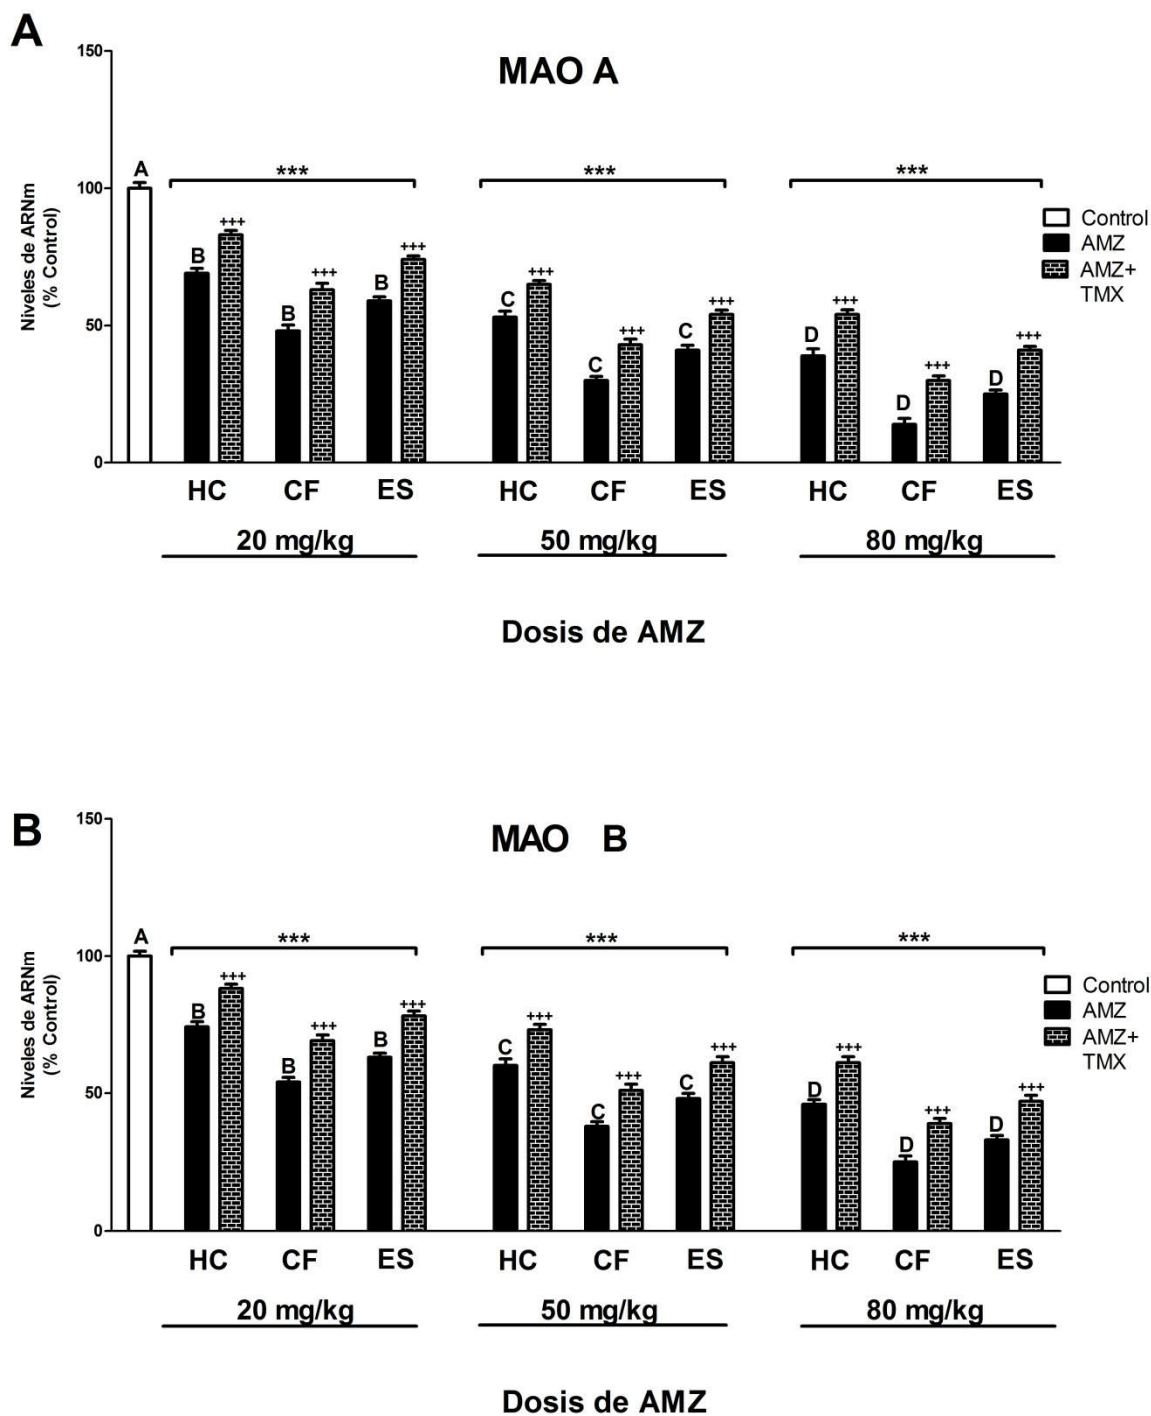 A
MAO A
150
100
50
0
Niveles de ARNm
(% Control)
A
***
***
***
B
+++
B
+++
B
+++
C
+++
C
+++
C
+++
D
+++
D
+++
D
+++
Control
AMZ
AMZ+
TMX
HC CF ES HC CF ES HC CF ES
20 mg/kg 50 mg/kg 80 mg/kg
Dosis de AMZ
B
MAO B
150
100
50
0
Niveles de ARNm
(% Control)
A
***
***
***
B
+++
B
+++
B
+++
C
+++
C
+++
C
+++
D
+++
D
+++
D
+++
Control
AMZ
AMZ+
TMX
HC CF ES HC CF ES HC CF ES
20 mg/kg 50 mg/kg 80 mg/kg
Dosis de AMZ